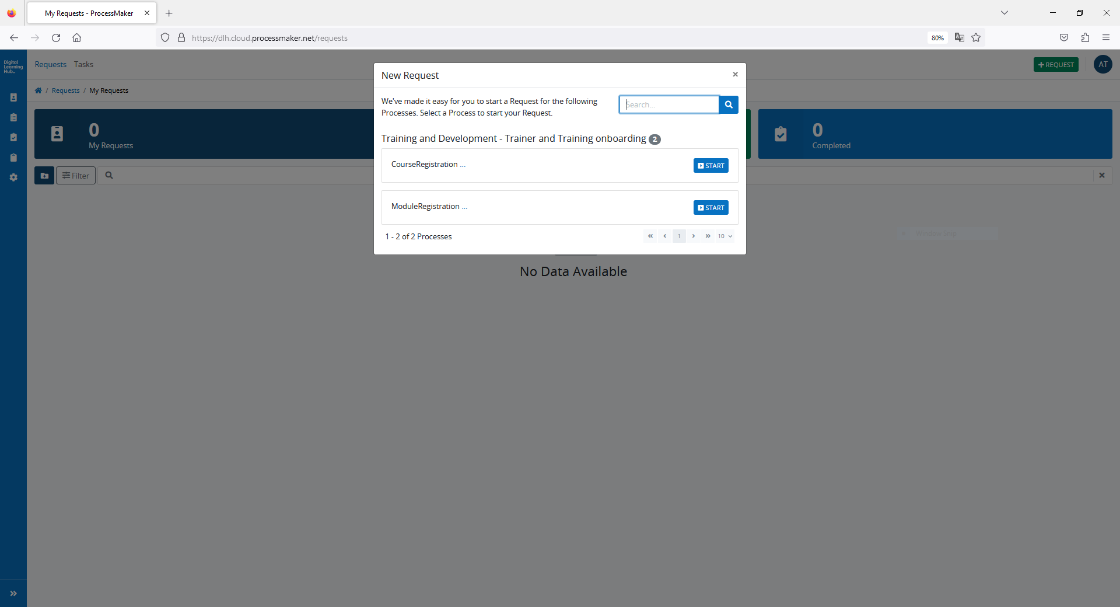 My Requests - ProcessMaker
https://dlh.cloud.processmaker.net/requests
80%
Digital
Learning
Hub
Requests Tasks
+ REQUEST
AT
/ Requests / My Requests
New Request
We've made it easy for you to start a Request for the following
Processes. Select a Process to start your Request.
Search...
0
My Requests
0
Completed
Training and Development - Trainer and Training onboarding 2
CourseRegistration ...
START
Filter
ModuleRegistration ...
START
1 - 2 of 2 Processes
« ‹ 1 › » 10
No Data Available